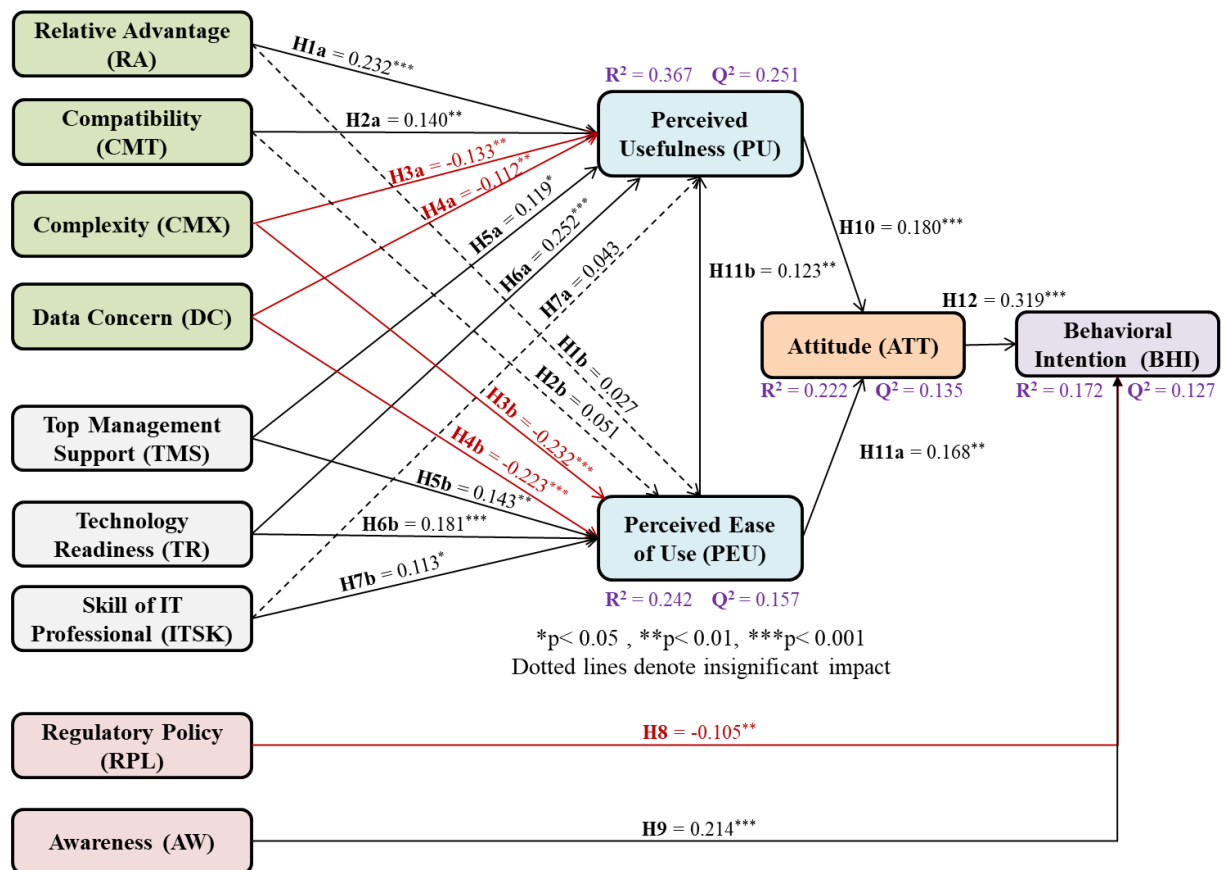 Relative Advantage
(RA)
Compatibility
(CMT)
Complexity (CMX)
Data Concern (DC)
Top Management
Support (TMS)
Technology
Readiness (TR)
Skill of IT
Professional (ITSK)
Regulatory Policy
(RPL)
Awareness (AW)
H1a = 0.232***
H2a = 0.140**
H3a = -0.133**
H4a = -0.112**
H5a = 0.119*
H6a = 0.252***
H7a = 0.043
H1b = 0.027
H2b = 0.051
H3b = -0.232***
H4b = -0.223***
H5b = 0.143**
H6b = 0.181***
H7b = 0.113*
R² = 0.367 Q² = 0.251
Perceived
Usefulness (PU)
H11b = 0.123**
Perceived Ease
of Use (PEU)
R² = 0.242 Q² = 0.157
*p< 0.05 , **p< 0.01, ***p< 0.001
Dotted lines denote insignificant impact
H10 = 0.180***
Attitude (ATT)
R² = 0.222 Q² = 0.135
H11a = 0.168**
H12 = 0.319***
Behavioral
Intention (BHI)
R² = 0.172 Q² = 0.127
H8 = -0.105**
H9 = 0.214***